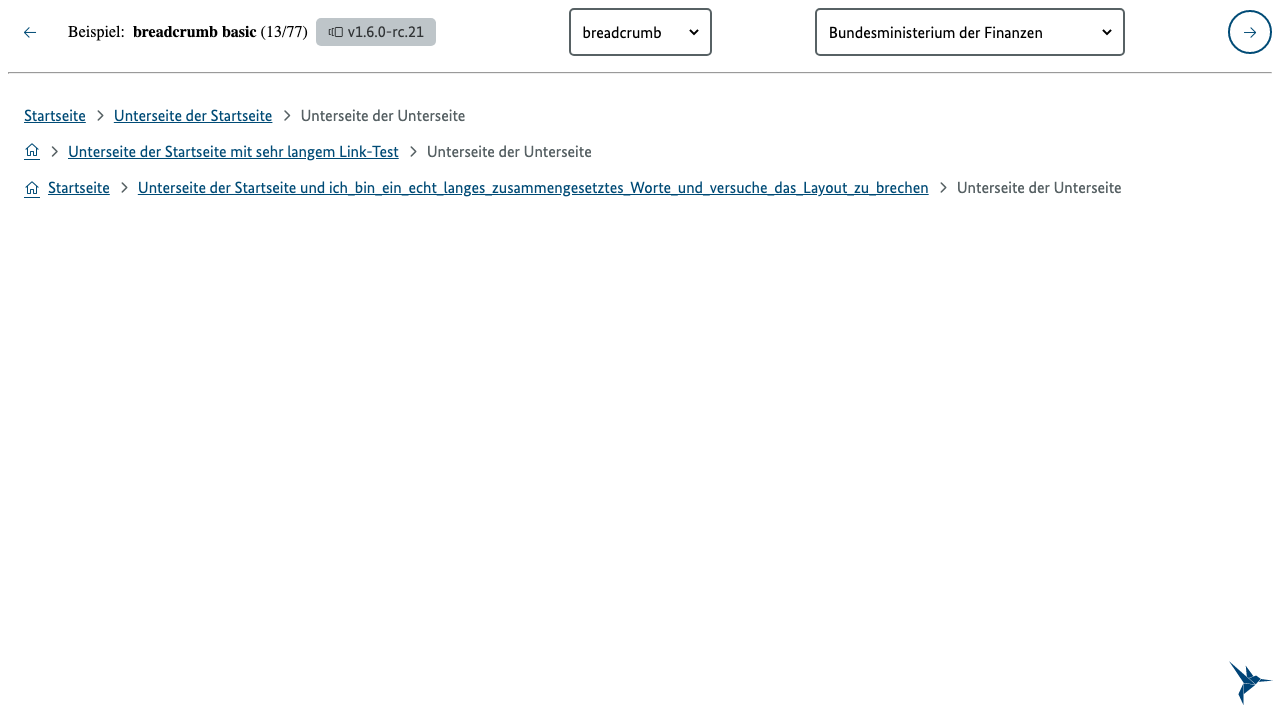 Beispiel: breadcrumb basic (13/77) v1.6.0-rc.21 breadcrumb Bundesministerium der Finanzen
Startseite Unterseite der Startseite Unterseite der Unterseite
Unterseite der Startseite mit sehr langem Link-Test Unterseite der Unterseite
Startseite Unterseite der Startseite und ich_bin_ein_echt_langes_zusammengesetztes_Worte_und_versuche_das_Layout_zu_brechen Unterseite der Unterseite